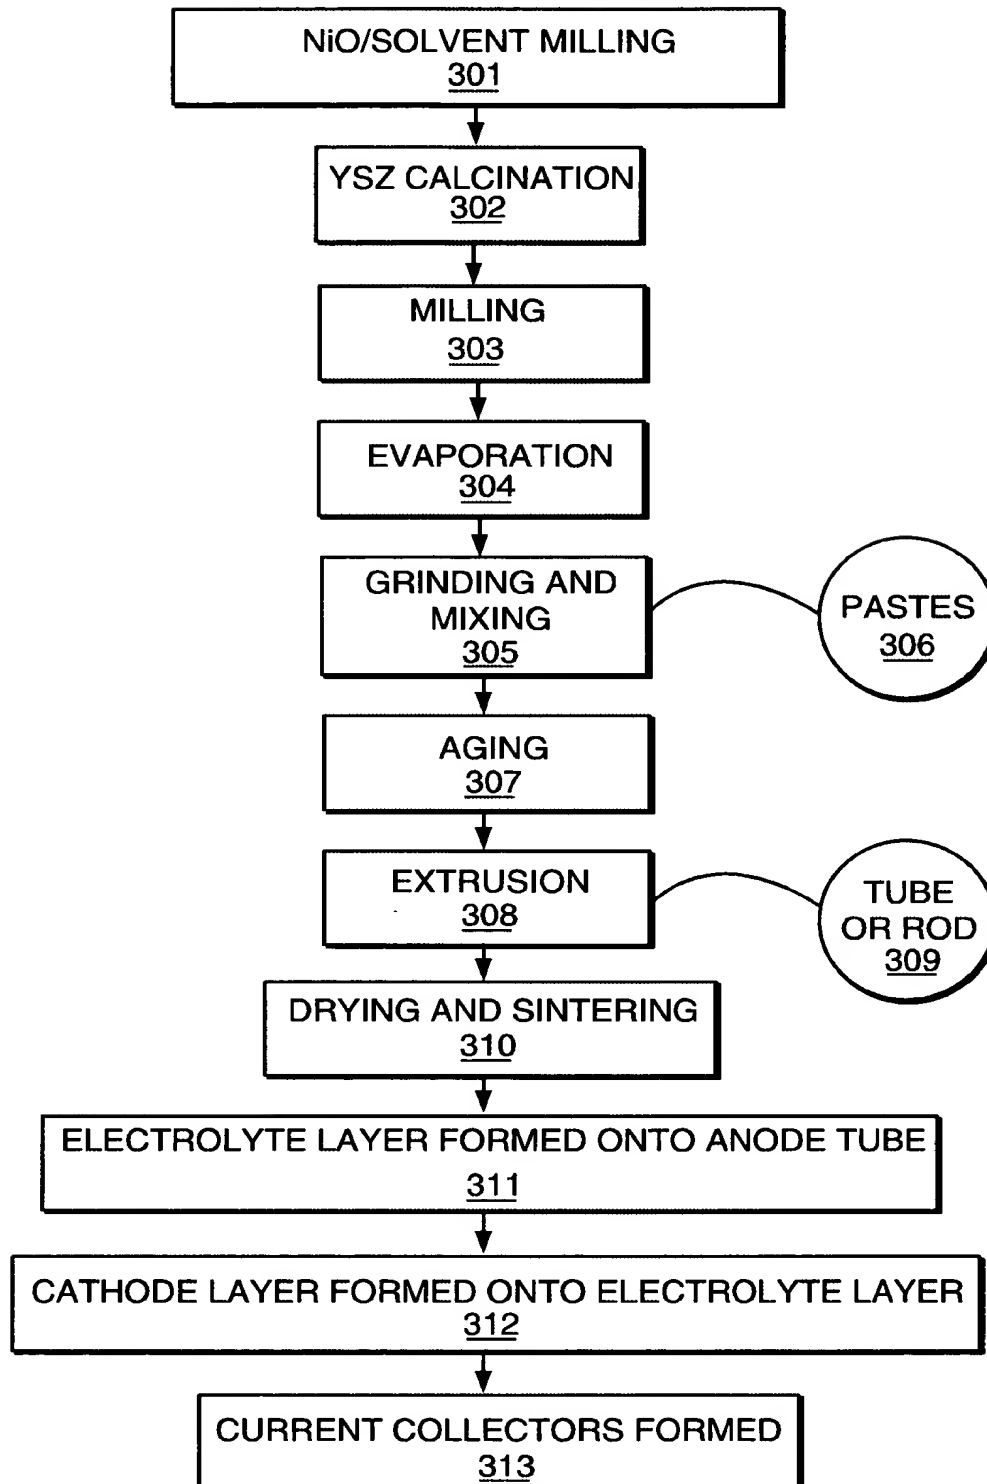 NiO/SOLVENT MILLING
301
YSZ CALCINATION
302
MILLING
303
EVAPORATION
304
GRINDING AND
MIXING
305
PASTES
306
AGING
307
EXTRUSION
308
TUBE
OR ROD
309
DRYING AND SINTERING
310
ELECTROLYTE LAYER FORMED ONTO ANODE TUBE
311
CATHODE LAYER FORMED ONTO ELECTROLYTE LAYER
312
CURRENT COLLECTORS FORMED
313